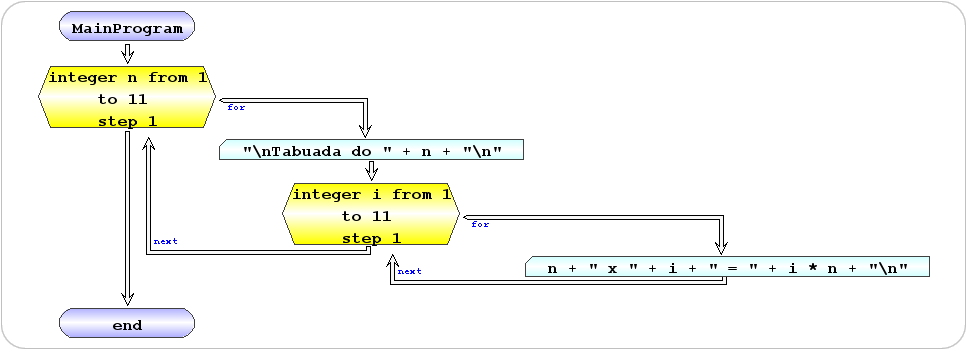 MainProgram
integer n from 1
to 11
step 1
for
"\nTabuada do " + n + "\n"
integer i from 1
to 11
step 1
for
next
n + " x " + i + " = " + i * n + "\n"
next
end